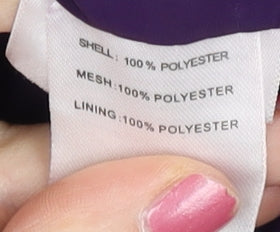 SHELL: 100% POLYESTER
MESH:100% POLYESTER
LINING:100% POLYESTER